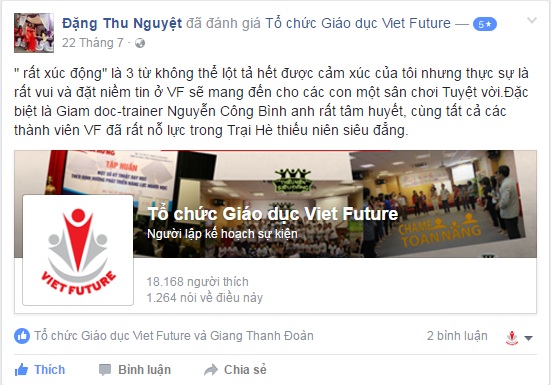 Đặng Thu Nguyệt đã đánh giá Tổ chức Giáo dục Viet Future — 5★
22 Tháng 7 ·
" rất xúc động" là 3 từ không thể lột tả hết được cảm xúc của tôi nhưng thực sự là
rất vui và đặt niềm tin ở VF sẽ mang đến cho các con một sân chơi Tuyệt vời.Đặc
biệt là Giam doc-trainer Nguyễn Công Bình anh rất tâm huyết, cùng tất cả các
thành viên VF đã rất nỗ lực trong Trại Hè thiếu niên siêu đẳng.
TẬP HUẤN
CHAMP
TOÀN NĂNG
Tổ chức Giáo dục Viet Future
Người lập kế hoạch sự kiện
VIET FUTURE
18.168 người thích
1.264 nói về điều này
Tổ chức Giáo dục Viet Future và Giang Thanh Đoàn
2 bình luận
Thích Bình luận Chia sẻ